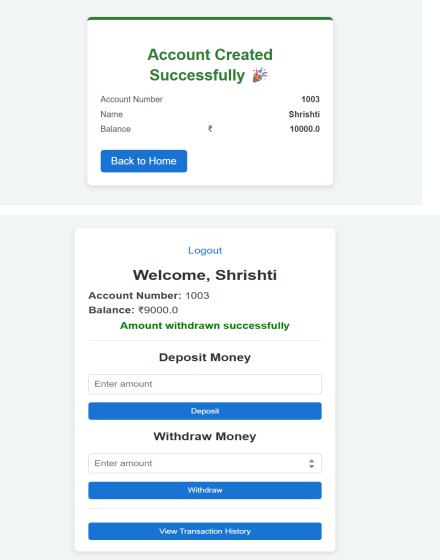 Account Created
Successfully 🎉
Account Number 1003
Name Shrishti
Balance ₹ 10000.0
Back to Home
Logout
Welcome, Shrishti
Account Number: 1003
Balance: ₹9000.0
Amount withdrawn successfully
Deposit Money
Enter amount
Deposit
Withdraw Money
Enter amount
Withdraw
View Transaction History